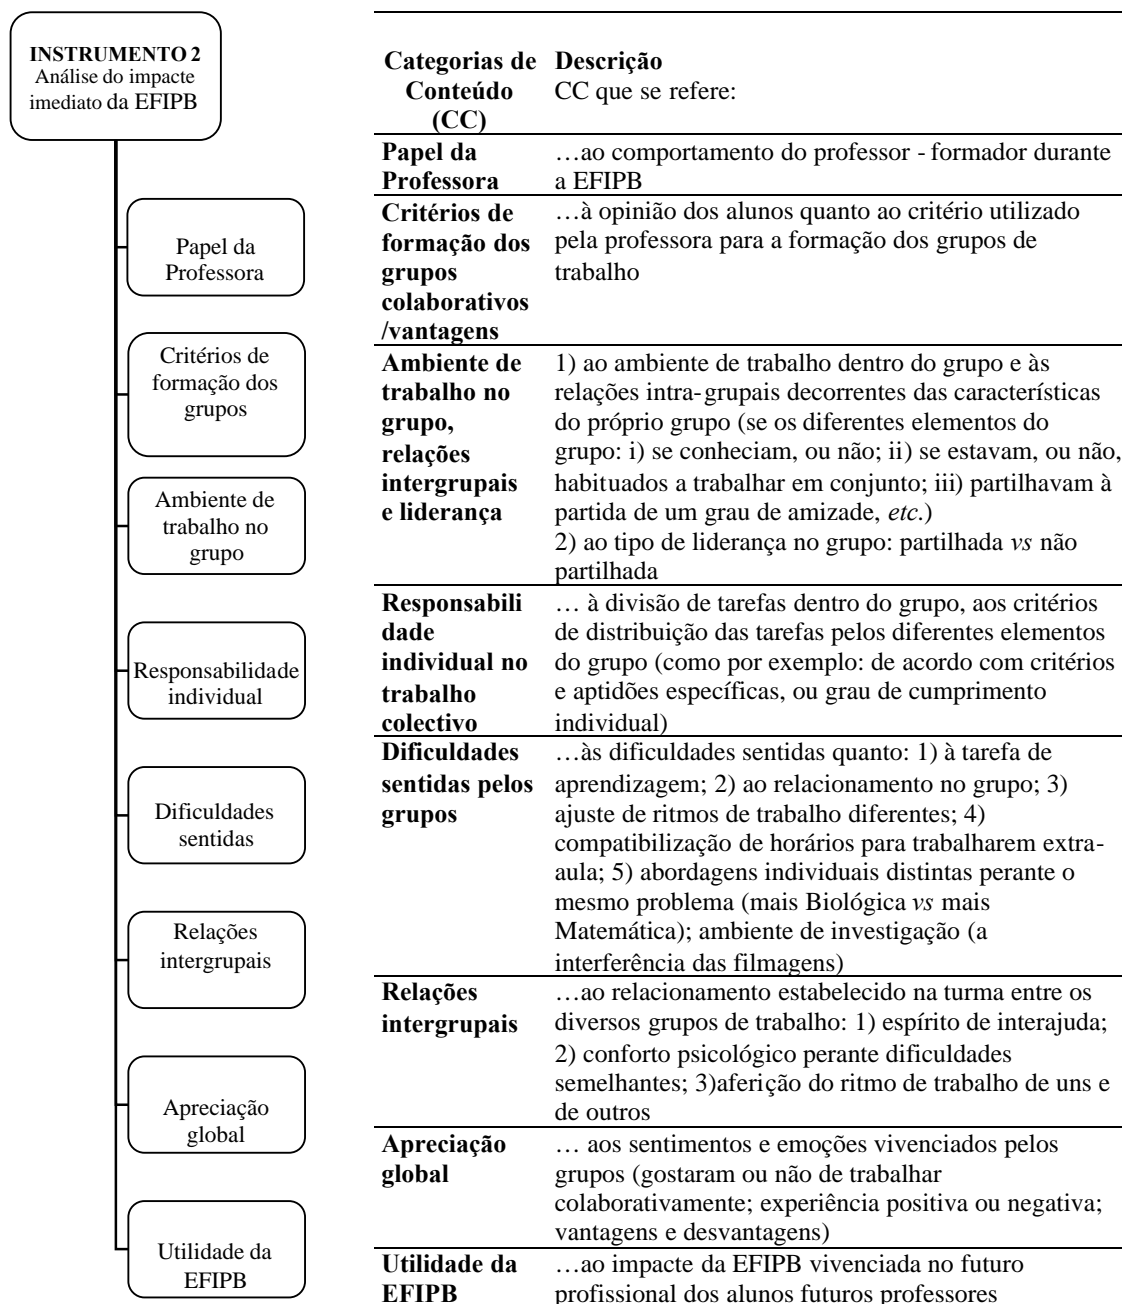 INSTRUMENTO 2
Análise do impacte
imediato da EFIPB
Papel da
Professora
Critérios de
formação dos
grupos
Ambiente de
trabalho no
grupo
Responsabilidade
individual
Dificuldades
sentidas
Relações
intergrupais
Apreciação
global
Utilidade da
EFIPB
Categorias de
Conteúdo
(CC)
Descrição
CC que se refere:
Papel da
Professora
…ao comportamento do professor - formador durante
a EFIPB
Critérios de
formação dos
grupos
colaborativos
/vantagens
…à opinião dos alunos quanto ao critério utilizado
pela professora para a formação dos grupos de
trabalho
Ambiente de
trabalho no
grupo,
relações
intergrupais
e liderança
1) ao ambiente de trabalho dentro do grupo e às
relações intra-grupais decorrentes das características
do próprio grupo (se os diferentes elementos do
grupo: i) se conheciam, ou não; ii) se estavam, ou não,
habituados a trabalhar em conjunto; iii) partilhavam à
partida de um grau de amizade, etc.)
2) ao tipo de liderança no grupo: partilhada vs não
partilhada
Responsabili
dade
individual no
trabalho
colectivo
… à divisão de tarefas dentro do grupo, aos critérios
de distribuição das tarefas pelos diferentes elementos
do grupo (como por exemplo: de acordo com critérios
e aptidões específicas, ou grau de cumprimento
individual)
Dificuldades
sentidas pelos
grupos
…às dificuldades sentidas quanto: 1) à tarefa de
aprendizagem; 2) ao relacionamento no grupo; 3)
ajuste de ritmos de trabalho diferentes; 4)
compatibilização de horários para trabalharem extra-
aula; 5) abordagens individuais distintas perante o
mesmo problema (mais Biológica vs mais
Matemática); ambiente de investigação (a
interferência das filmagens)
Relações
intergrupais
…ao relacionamento estabelecido na turma entre os
diversos grupos de trabalho: 1) espírito de interajuda;
2) conforto psicológico perante dificuldades
semelhantes; 3)aferição do ritmo de trabalho de uns e
de outros
Apreciação
global
… aos sentimentos e emoções vivenciados pelos
grupos (gostaram ou não de trabalhar
colaborativamente; experiência positiva ou negativa;
vantagens e desvantagens)
Utilidade da
EFIPB
…ao impacte da EFIPB vivenciada no futuro
profissional dos alunos futuros professores